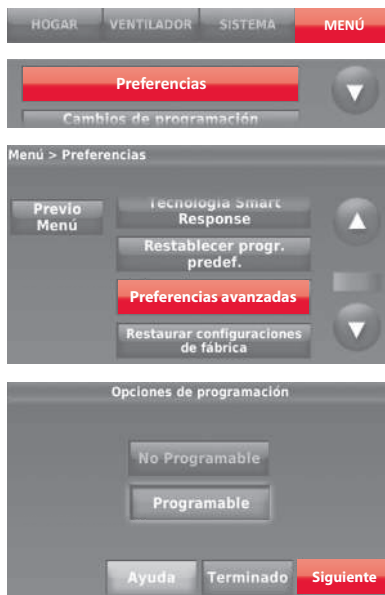 HOGAR VENTILADOR SISTEMA MENÚ
Preferencias
Cambios de programación
Menú > Preferencias
Previo
Menú
Tecnología Smart
Response
Restablecer progr.
predef.
Preferencias avanzadas
Restaurar configuraciones
de fábrica
Opciones de programación
No Programable
Programable
Ayuda Terminado Siguiente